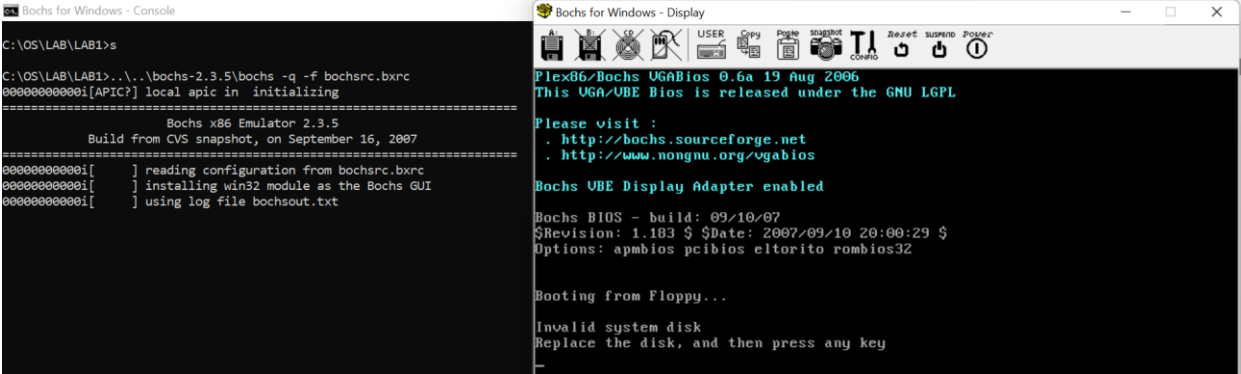 Bochs for Windows - Console
C:\OS\LAB\LAB1>s
C:\OS\LAB\LAB1>..\..\bochs-2.3.5\bochs -q -f bochsrc.bxrc
00000000000i[APIC?] local apic in  initializing
========================================================================
Bochs x86 Emulator 2.3.5
Build from CVS snapshot, on September 16, 2007
========================================================================
00000000000i[     ] reading configuration from bochsrc.bxrc
00000000000i[     ] installing win32 module as the Bochs GUI
00000000000i[     ] using log file bochsout.txt
Bochs for Windows - Display
A: B: CD USER Copy Paste snapshot CONFIG Reset SUSPEND Power
Plex86/Bochs VGABios 0.6a 19 Aug 2006
This VGA/VBE Bios is released under the GNU LGPL
Please visit :
. http://bochs.sourceforge.net
. http://www.nongnu.org/vgabios
Bochs VBE Display Adapter enabled
Bochs BIOS - build: 09/10/07
$Revision: 1.183 $ $Date: 2007/09/10 20:00:29 $
Options: apmbios pcibios eltorito rombios32
Booting from Floppy...
Invalid system disk
Replace the disk, and then press any key